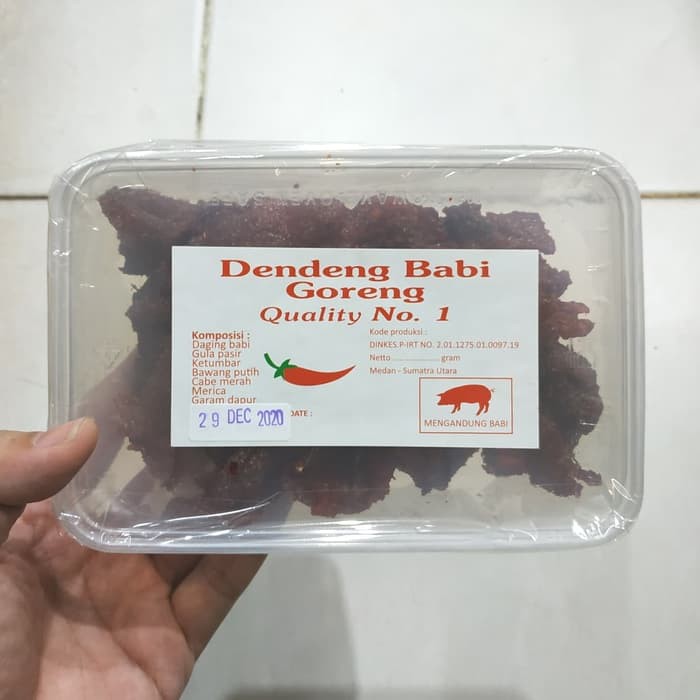 Dendeng Babi
Goreng
Quality No. 1
Komposisi :
Daging babi
Gula pasir
Ketumbar
Bawang putih
Cabe merah
Merica
Garam dapur
29 DEC 2020
DATE :
Kode produksi :
DINKES.P-IRT NO. 2.01.1275.01.0097.19
Netto ..................... gram
Medan - Sumatra Utara
MENGANDUNG BABI